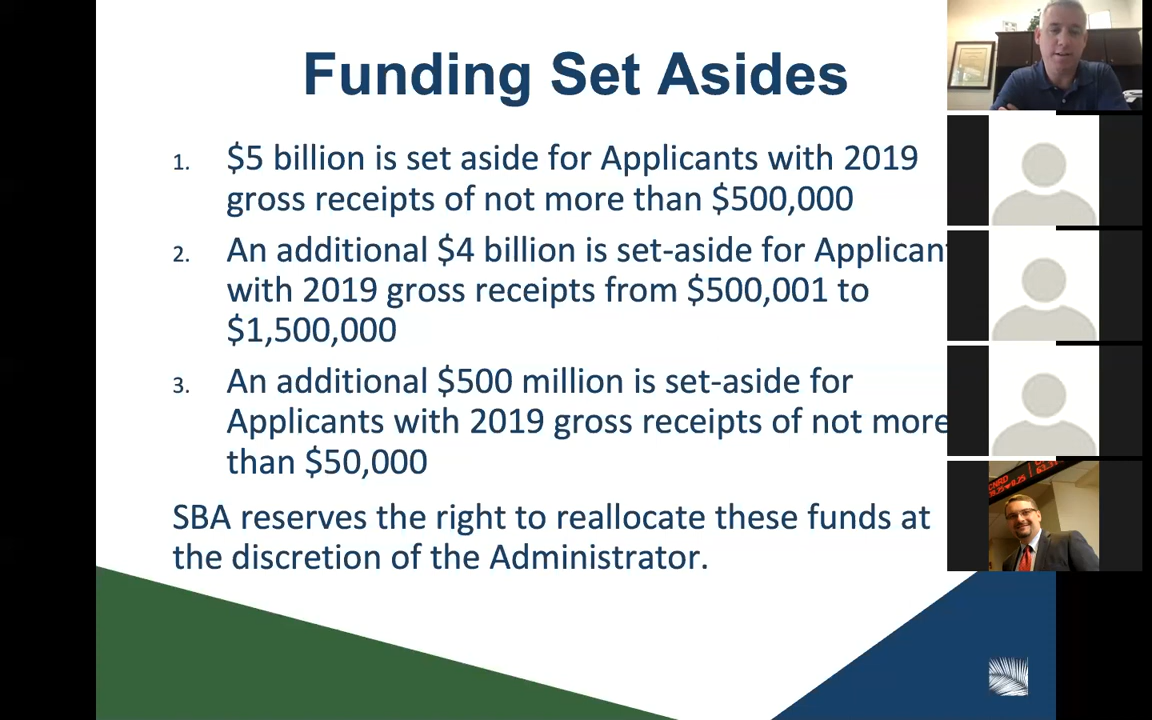 Funding Set Asides
1. $5 billion is set aside for Applicants with 2019
gross receipts of not more than $500,000
2. An additional $4 billion is set-aside for Applican
with 2019 gross receipts from $500,001 to
$1,500,000
3. An additional $500 million is set-aside for
Applicants with 2019 gross receipts of not more
than $50,000
SBA reserves the right to reallocate these funds at
the discretion of the Administrator.